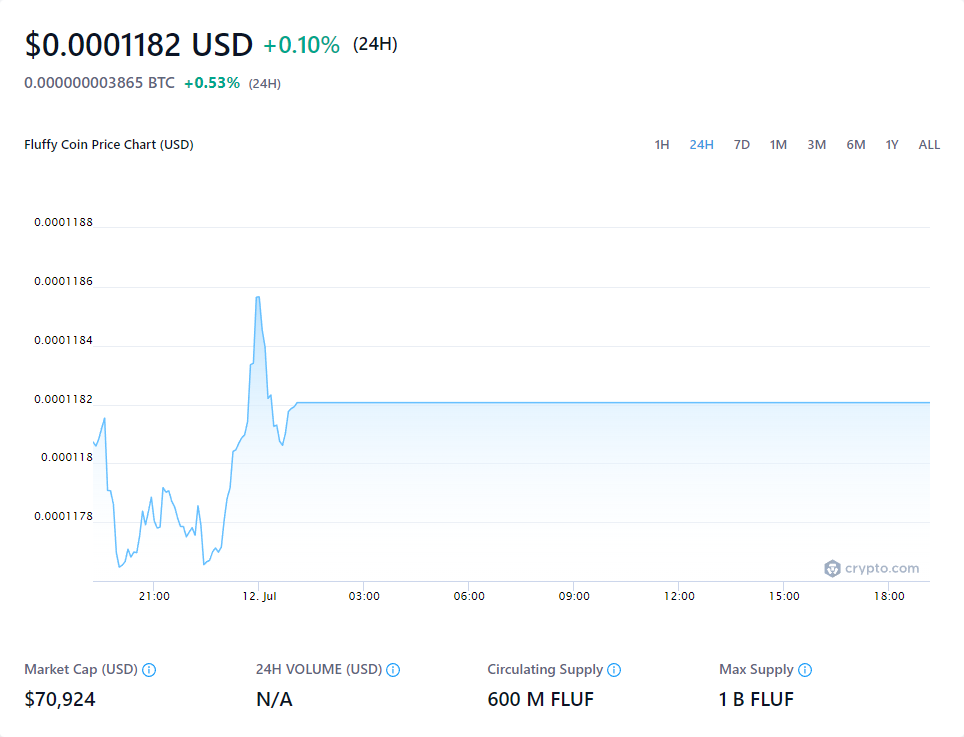 $0.0001182 USD +0.10% (24H)
0.000000003865 BTC +0.53% (24H)
Fluffy Coin Price Chart (USD) 1H 24H 7D 1M 3M 6M 1Y ALL
0.0001188
0.0001186
0.0001184
0.0001182
0.000118
0.0001178
crypto.com
21:00 12. Jul 03:00 06:00 09:00 12:00 15:00 18:00
Market Cap (USD) 24H VOLUME (USD) Circulating Supply Max Supply
$70,924 N/A 600 M FLUF 1 B FLUF